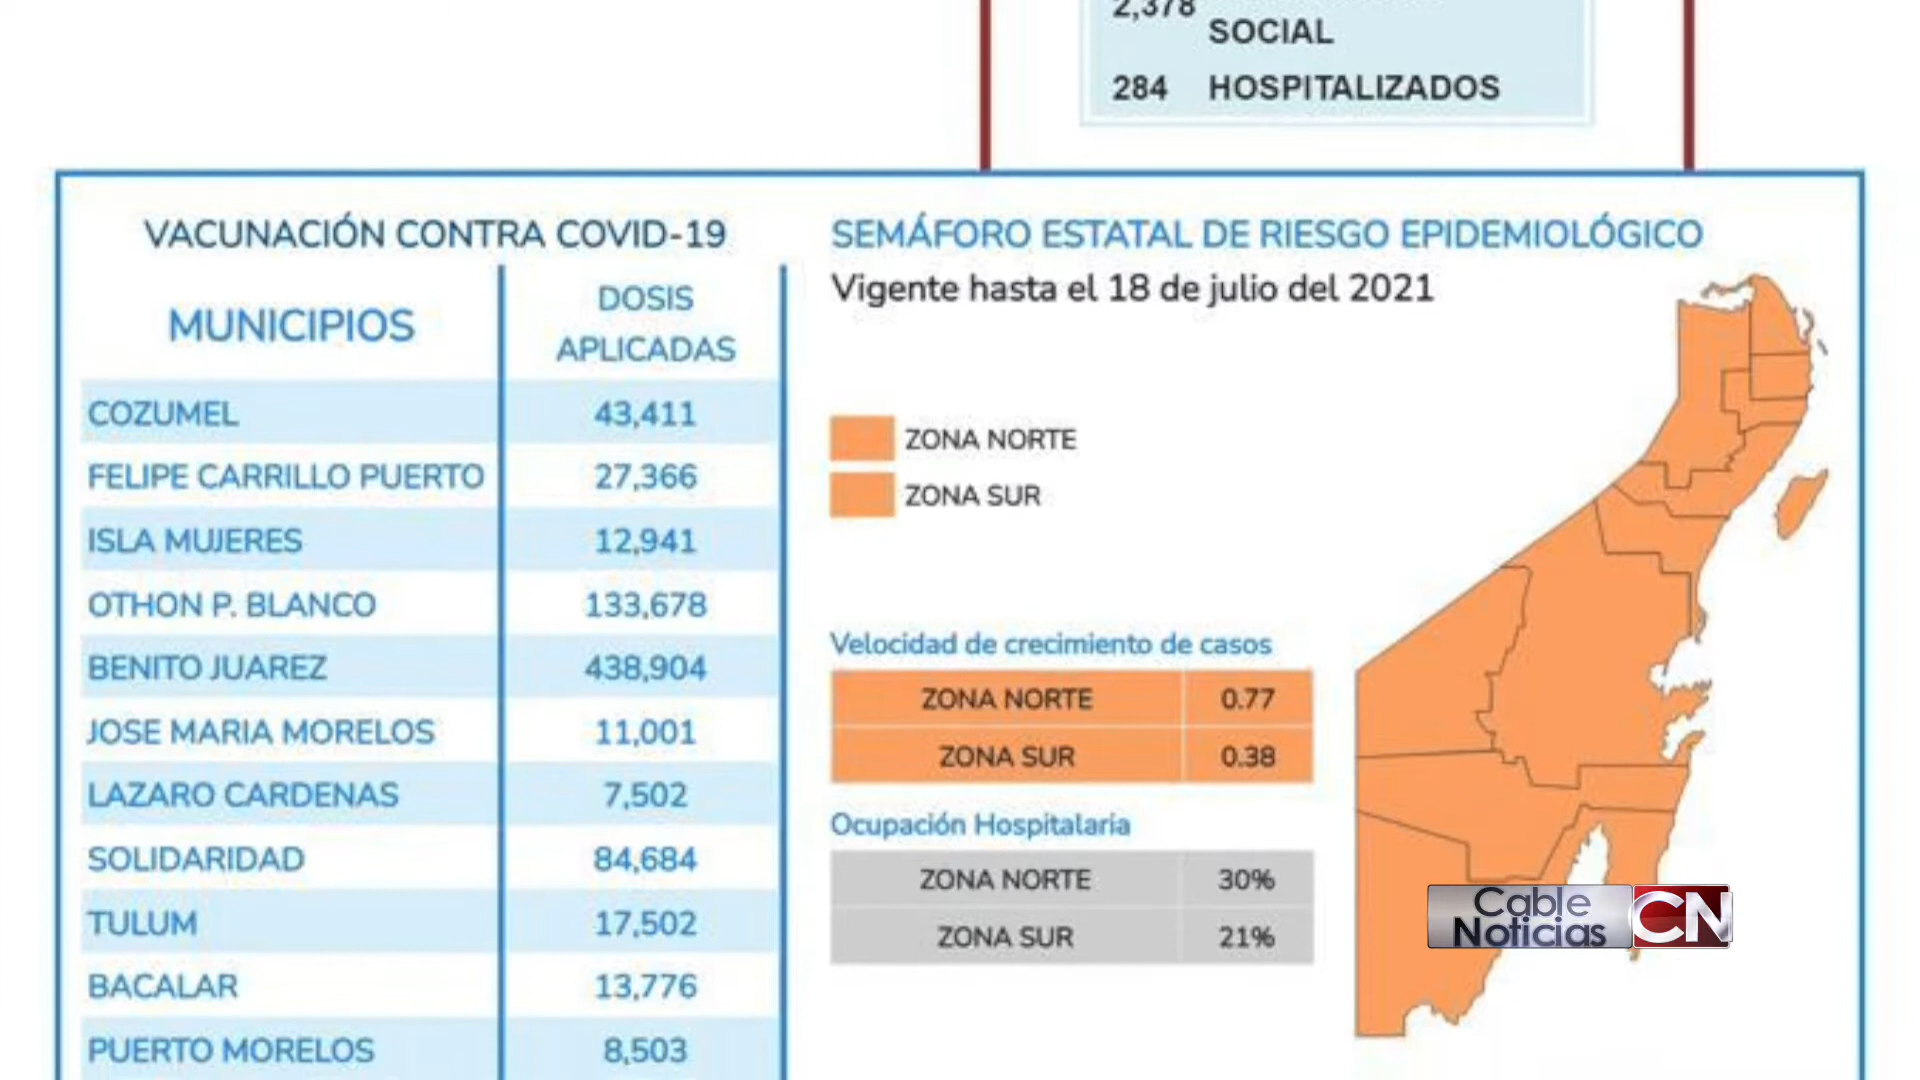 2,378
SOCIAL
284 HOSPITALIZADOS
VACUNACIÓN CONTRA COVID-19
MUNICIPIOS
DOSIS
APLICADAS
COZUMEL 43,411
FELIPE CARRILLO PUERTO 27,366
ISLA MUJERES 12,941
OTHON P. BLANCO 133,678
BENITO JUAREZ 438,904
JOSE MARIA MORELOS 11,001
LAZARO CARDENAS 7,502
SOLIDARIDAD 84,684
TULUM 17,502
BACALAR 13,776
PUERTO MORELOS 8,503
SEMÁFORO ESTATAL DE RIESGO EPIDEMIOLÓGICO
Vigente hasta el 18 de julio del 2021
ZONA NORTE
ZONA SUR
Velocidad de crecimiento de casos
ZONA NORTE 0.77
ZONA SUR 0.38
Ocupación Hospitalaria
ZONA NORTE 30%
ZONA SUR 21%
Cable
Noticias
CN